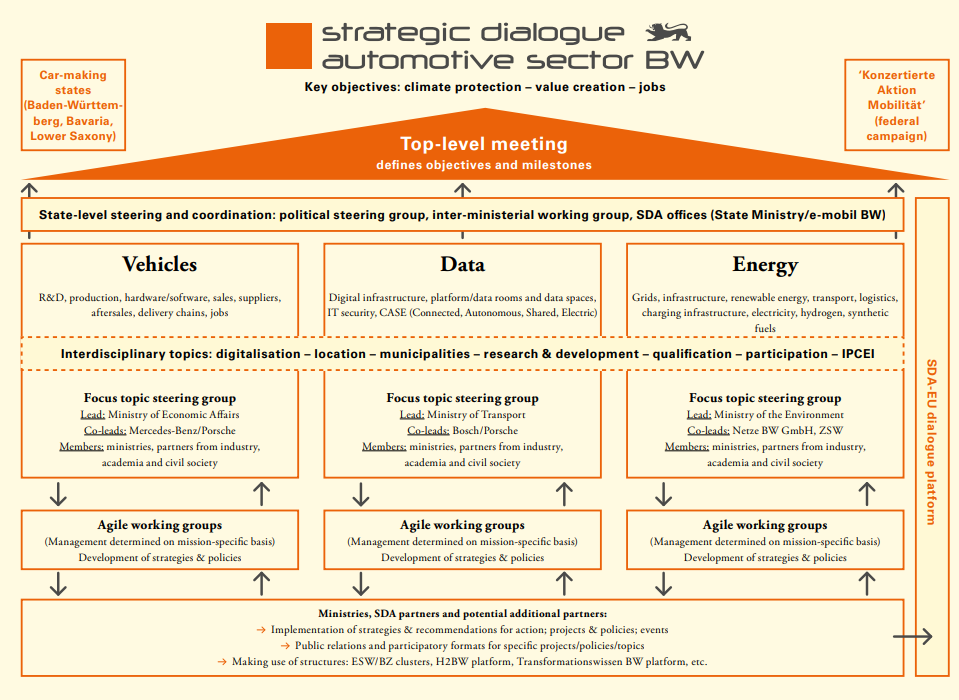 strategic dialogue
automotive sector BW
Key objectives: climate protection – value creation – jobs
Car-making
states
(Baden-Württem-
berg, Bavaria,
Lower Saxony)
‘Konzertierte
Aktion
Mobilität’
(federal
campaign)
Top-level meeting
defines objectives and milestones
State-level steering and coordination: political steering group, inter-ministerial working group, SDA offices (State Ministry/e-mobil BW)
Vehicles
R&D, production, hardware/software, sales, suppliers,
aftersales, delivery chains, jobs
Data
Digital infrastructure, platform/data rooms and data spaces,
IT security, CASE (Connected, Autonomous, Shared, Electric)
Energy
Grids, infrastructure, renewable energy, transport, logistics,
charging infrastructure, electricity, hydrogen, synthetic
fuels
Interdisciplinary topics: digitalisation – location – municipalities – research & development – qualification – participation – IPCEI
Focus topic steering group
Lead: Ministry of Economic Affairs
Co-leads: Mercedes-Benz/Porsche
Members: ministries, partners from industry,
academia and civil society
Focus topic steering group
Lead: Ministry of Transport
Co-leads: Bosch/Porsche
Members: ministries, partners from industry,
academia and civil society
Focus topic steering group
Lead: Ministry of the Environment
Co-leads: Netze BW GmbH, ZSW
Members: ministries, partners from industry,
academia and civil society
Agile working groups
(Management determined on mission-specific basis)
Development of strategies & policies
Agile working groups
(Management determined on mission-specific basis)
Development of strategies & policies
Agile working groups
(Management determined on mission-specific basis)
Development of strategies & policies
Ministries, SDA partners and potential additional partners:
→ Implementation of strategies & recommendations for action; projects & policies; events
→ Public relations and participatory formats for specific projects/policies/topics
→ Making use of structures: ESW/BZ clusters, H2BW platform, Transformationswissen BW platform, etc.
SDA-EU dialogue platform